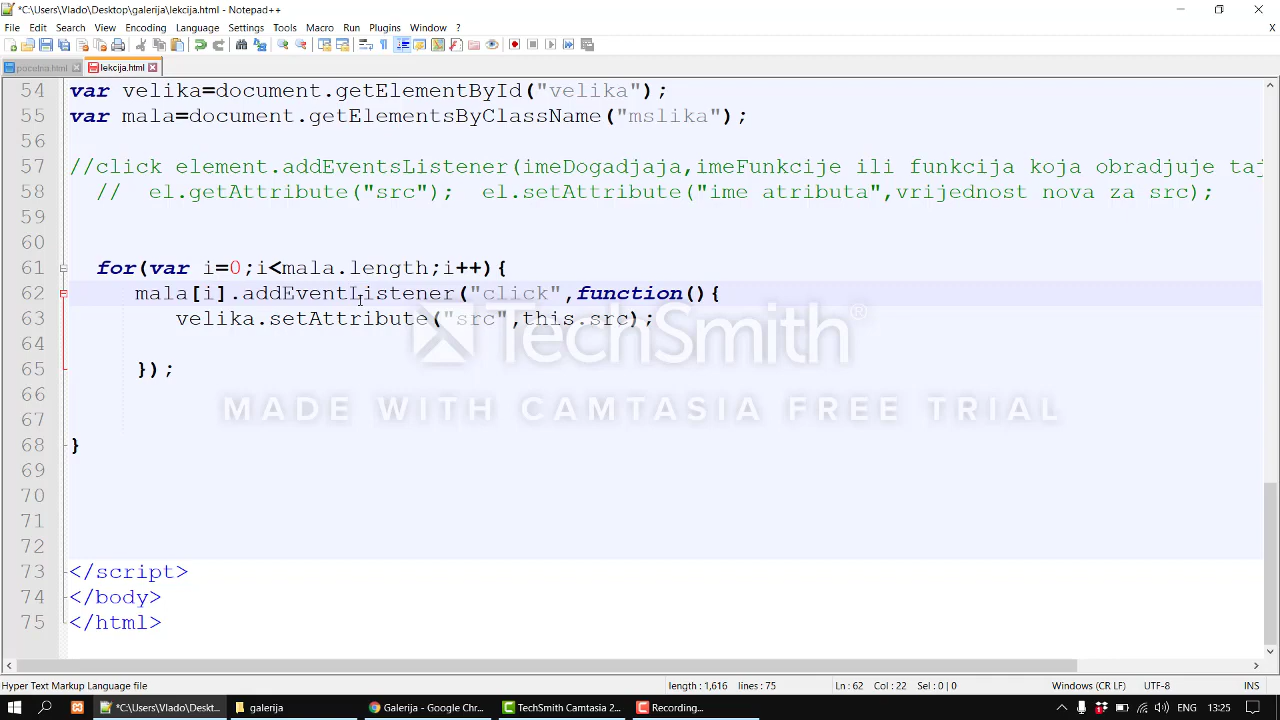 *C:\Users\Vlado\Desktop\galerija\lekcija.html - Notepad++
File Edit Search View Encoding Language Settings Tools Macro Run Plugins Window ?
X
pocetna.html lekcija.html
54 var velika=document.getElementById("velika");
55 var mala=document.getElementsByClassName("mslika");
56
57 //click element.addEventsListener(imeDogadjaja,imeFunkcije ili funkcija koja obradjuje taj
58 // el.getAttribute("src"); el.setAttribute("ime atributa",vrijednost nova za src);
59
60
61 for(var i=0;i<mala.length;i++){
62 mala[i].addEventListener("click",function(){
63 velika.setAttribute("src",this.src);
64
65 });
66
67
68 }
69
70
71
72
73 </script>
74 </body>
75 </html>
TechSmith®
MADE WITH CAMTASIA FREE TRIAL
Hyper Text Markup Language file length : 1,616 lines : 75 Ln : 62 Col : 22 Sel : 0 | 0 Windows (CR LF) UTF-8 INS
*C:\Users\Vlado\Deskt... galerija Galerija - Google Chr... TechSmith Camtasia 2... Recording... 13:25